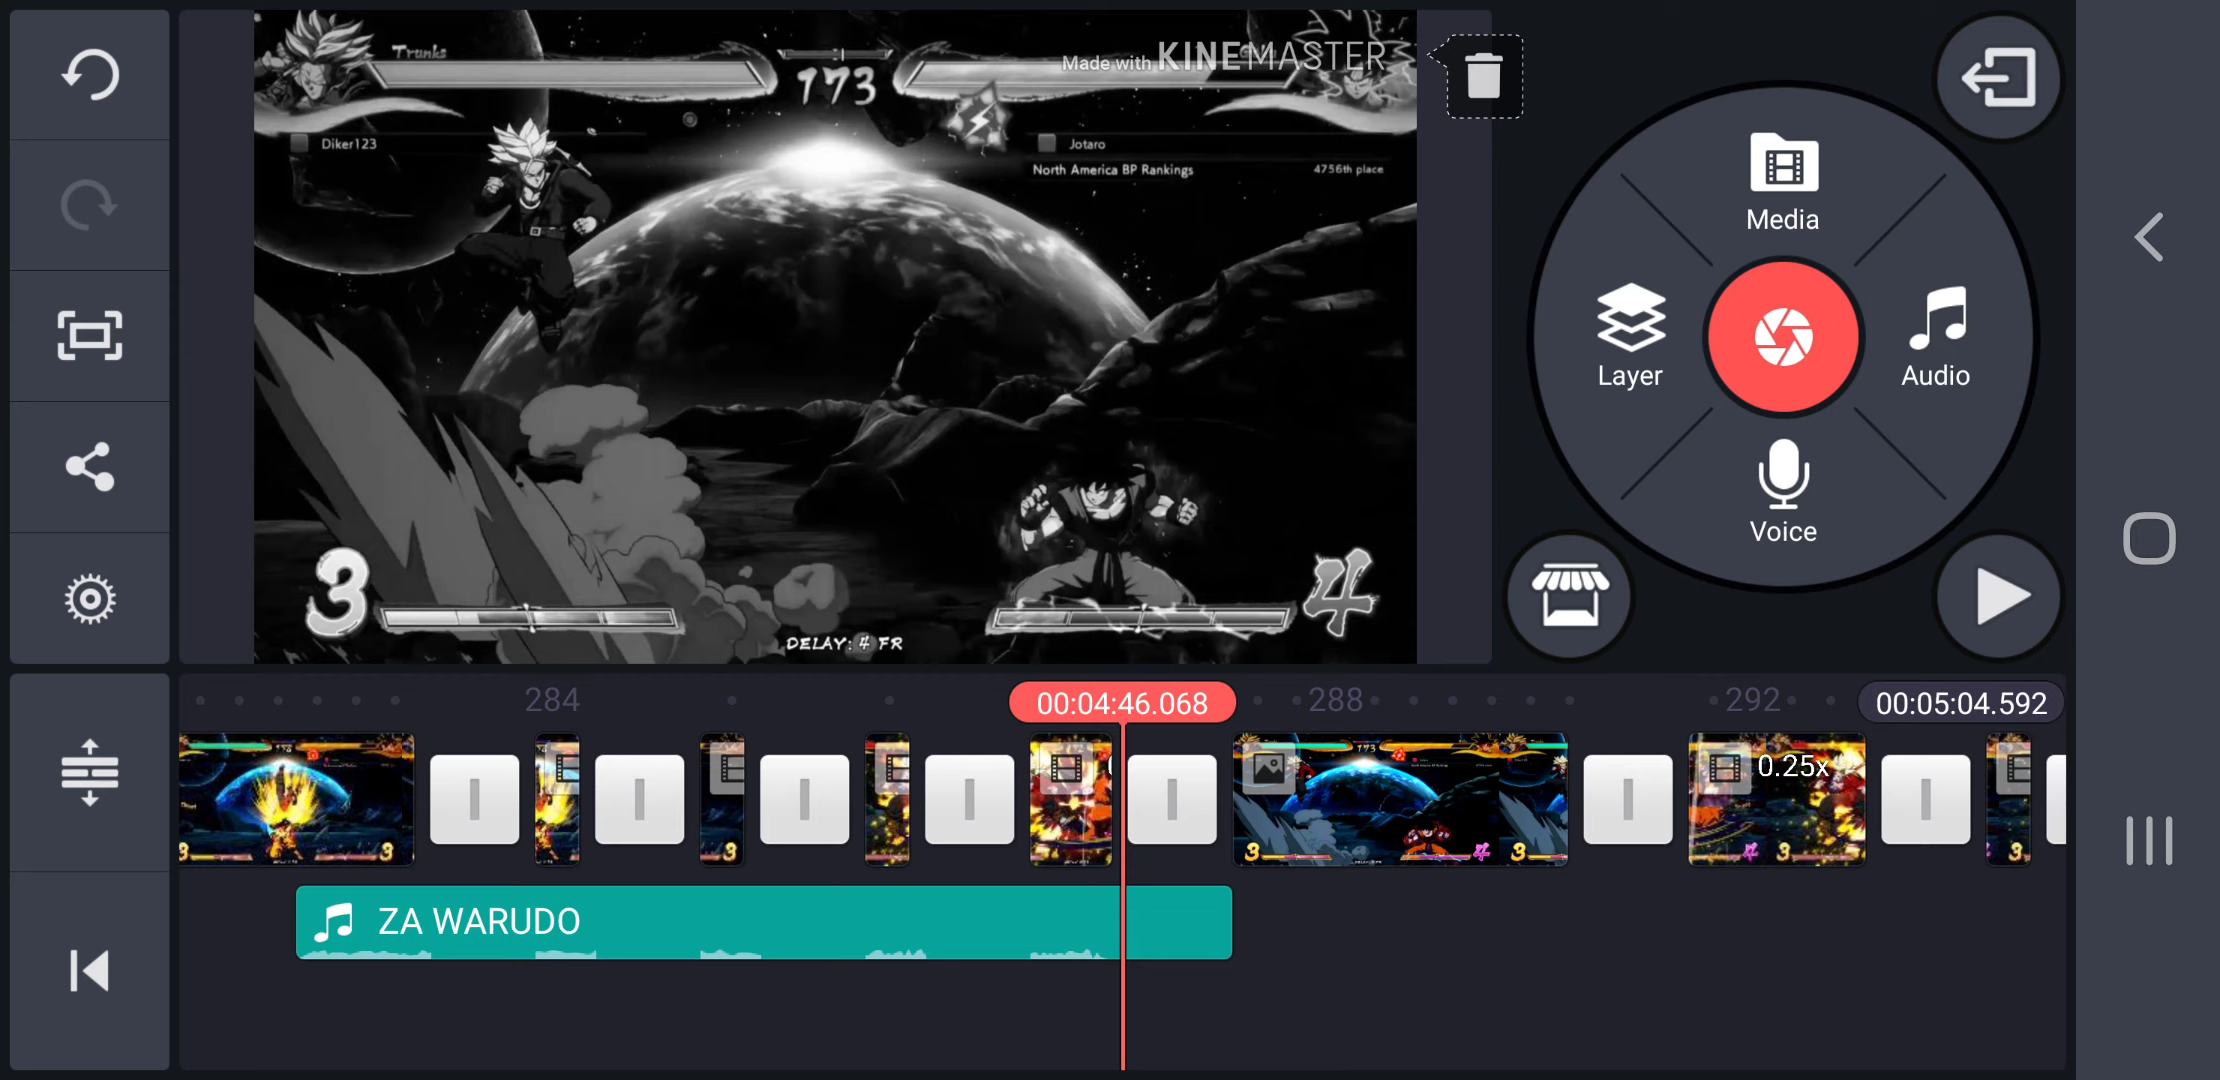 Trunks
173
Made with KINEMASTER
Diker123
Jotaro
North America BP Rankings
4756th place
3
4
DELAY: 4 FR
Media
Layer
Audio
Voice
284
00:04:46.068
288
292
00:05:04.592
0.25x
ZA WARUDO